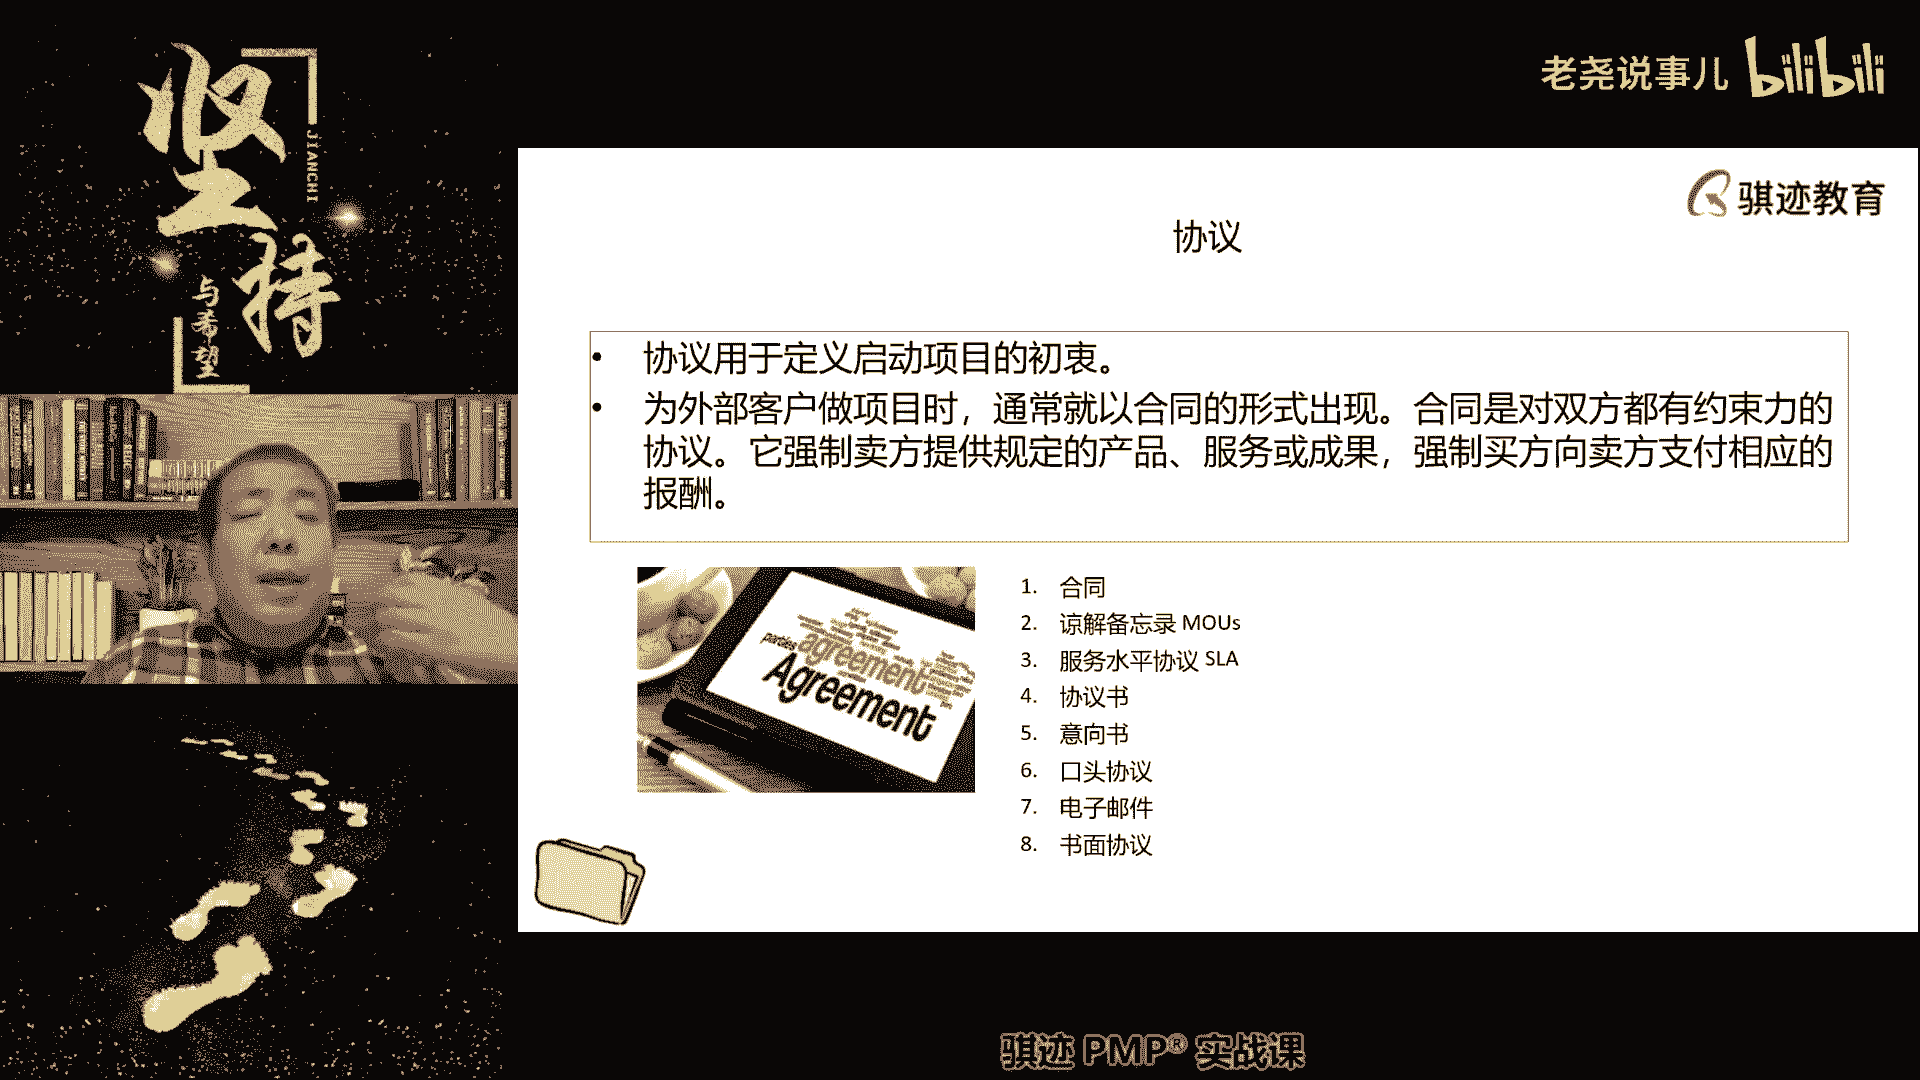 坚持
JIANCHI
与希望
老尧说事儿 bilibili
骐迹教育
协议
• 协议用于定义启动项目的初衷。
• 为外部客户做项目时，通常就以合同的形式出现。合同是对双方都有约束力的
协议。它强制卖方提供规定的产品、服务或成果，强制买方向卖方支付相应的
报酬。
parties
agreement
Agreement
1. 合同
2. 谅解备忘录 MOUs
3. 服务水平协议 SLA
4. 协议书
5. 意向书
6. 口头协议
7. 电子邮件
8. 书面协议
骐迹 PMP® 实战课